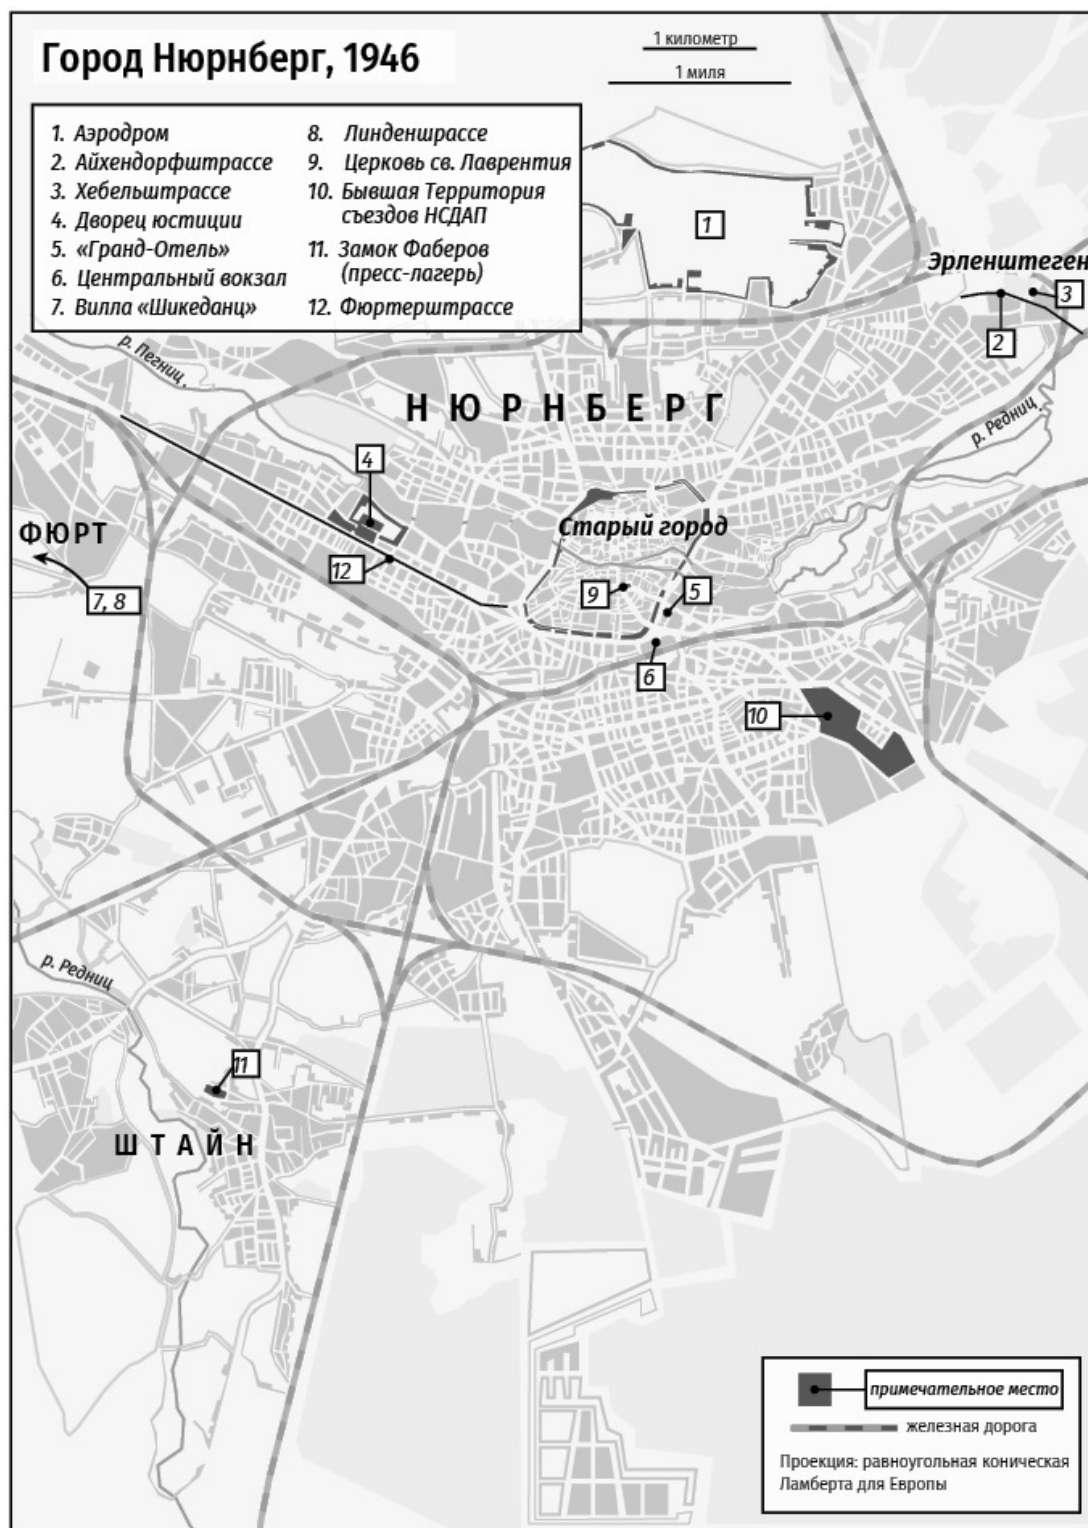 Город Нюрнберг, 1946
1 километр
1 миля
1. Аэродром
2. Айхендорфштрассе
3. Хебельштрассе
4. Дворец юстиции
5. «Гранд-Отель»
6. Центральный вокзал
7. Вилла «Шикеданц»
8. Линденшрассе
9. Церковь св. Лаврентия
10. Бывшая Территория
съездов НСДАП
11. Замок Фаберов
(пресс-лагерь)
12. Фюртерштрассе
1
Эрленштеген
3
2
р. Пегниц
НЮРНБЕРГ
р. Редниц
4
Старый город
ФЮРТ
12
7, 8
9
5
6
10
р. Редниц
11
ШТАЙН
примечательное место
железная дорога
Проекция: равноугольная коническая
Ламберта для Европы